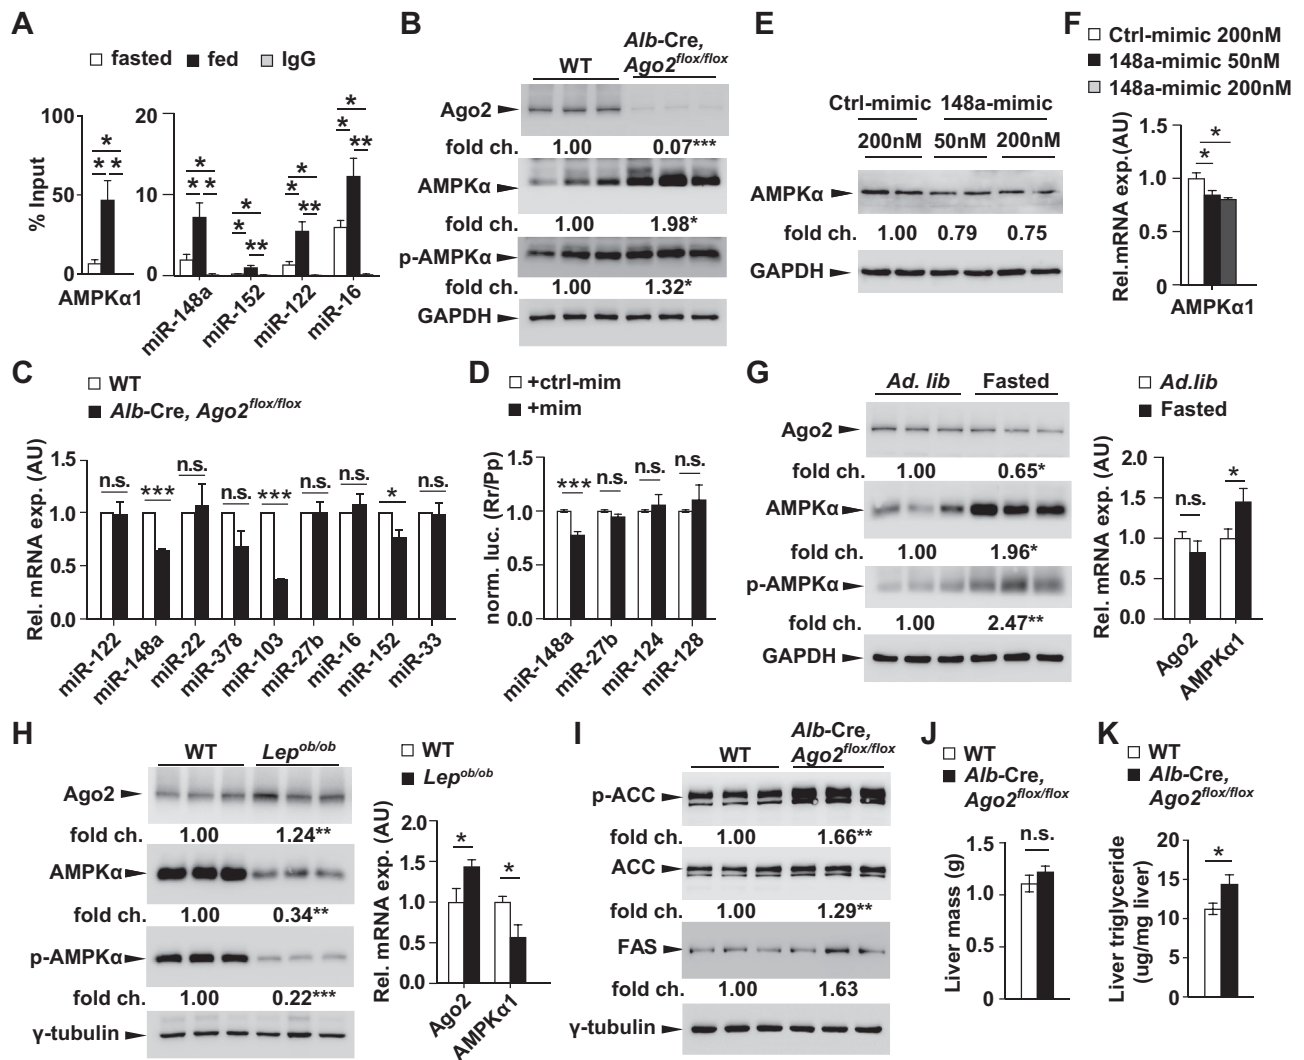 A
fasted fed IgG
% Input
100
50
0
20
10
0
* * * *
* * * * * * ** * * ** * * **
AMPKα1
miR-148a
miR-152
miR-122
miR-16
B
WT
Alb-Cre,
Ago2flox/flox
Ago2
fold ch. 1.00 0.07***
AMPKα
fold ch. 1.00 1.98*
p-AMPKα
fold ch. 1.00 1.32*
GAPDH
E
Ctrl-mimic 148a-mimic
200nM 50nM 200nM
AMPKα
fold ch. 1.00 0.79 0.75
GAPDH
F
Ctrl-mimic 200nM
148a-mimic 50nM
148a-mimic 200nM
Rel.mRNA exp.(AU)
1.5
1.0
0.5
0
*
*
AMPKα1
C
WT
Alb-Cre, Ago2flox/flox
Rel. mRNA exp. (AU)
1.5
1.0
0.5
0.0
n.s. *** n.s. n.s. *** n.s. n.s. * n.s.
miR-122
miR-148a
miR-22
miR-378
miR-103
miR-27b
miR-16
miR-152
miR-33
D
+ctrl-mim
+mim
norm. luc. (Rr/Pp)
1.5
1.0
0.5
0.0
*** n.s. n.s. n.s.
miR-148a
miR-27b
miR-124
miR-128
G
Ad. lib Fasted
Ago2
fold ch. 1.00 0.65*
AMPKα
fold ch. 1.00 1.96*
p-AMPKα
fold ch. 1.00 2.47**
GAPDH
Ad.lib
Fasted
Rel. mRNA exp. (AU)
2.0
1.5
1.0
0.5
0.0
n.s. *
Ago2
AMPKα1
H
WT Lepob/ob
Ago2
fold ch. 1.00 1.24**
AMPKα
fold ch. 1.00 0.34**
p-AMPKα
fold ch. 1.00 0.22***
γ-tubulin
WT
Lepob/ob
Rel. mRNA exp. (AU)
2.0
1.5
1.0
0.5
0.0
* *
Ago2
AMPKα1
I
WT
Alb-Cre,
Ago2flox/flox
p-ACC
fold ch. 1.00 1.66**
ACC
fold ch. 1.00 1.29**
FAS
fold ch. 1.00 1.63
γ-tubulin
J
WT
Alb-Cre,
Ago2flox/flox
Liver mass (g)
1.5
1.0
0.5
0
n.s.
K
WT
Alb-Cre,
Ago2flox/flox
Liver triglyceride
(ug/mg liver)
20
15
10
5
0
*